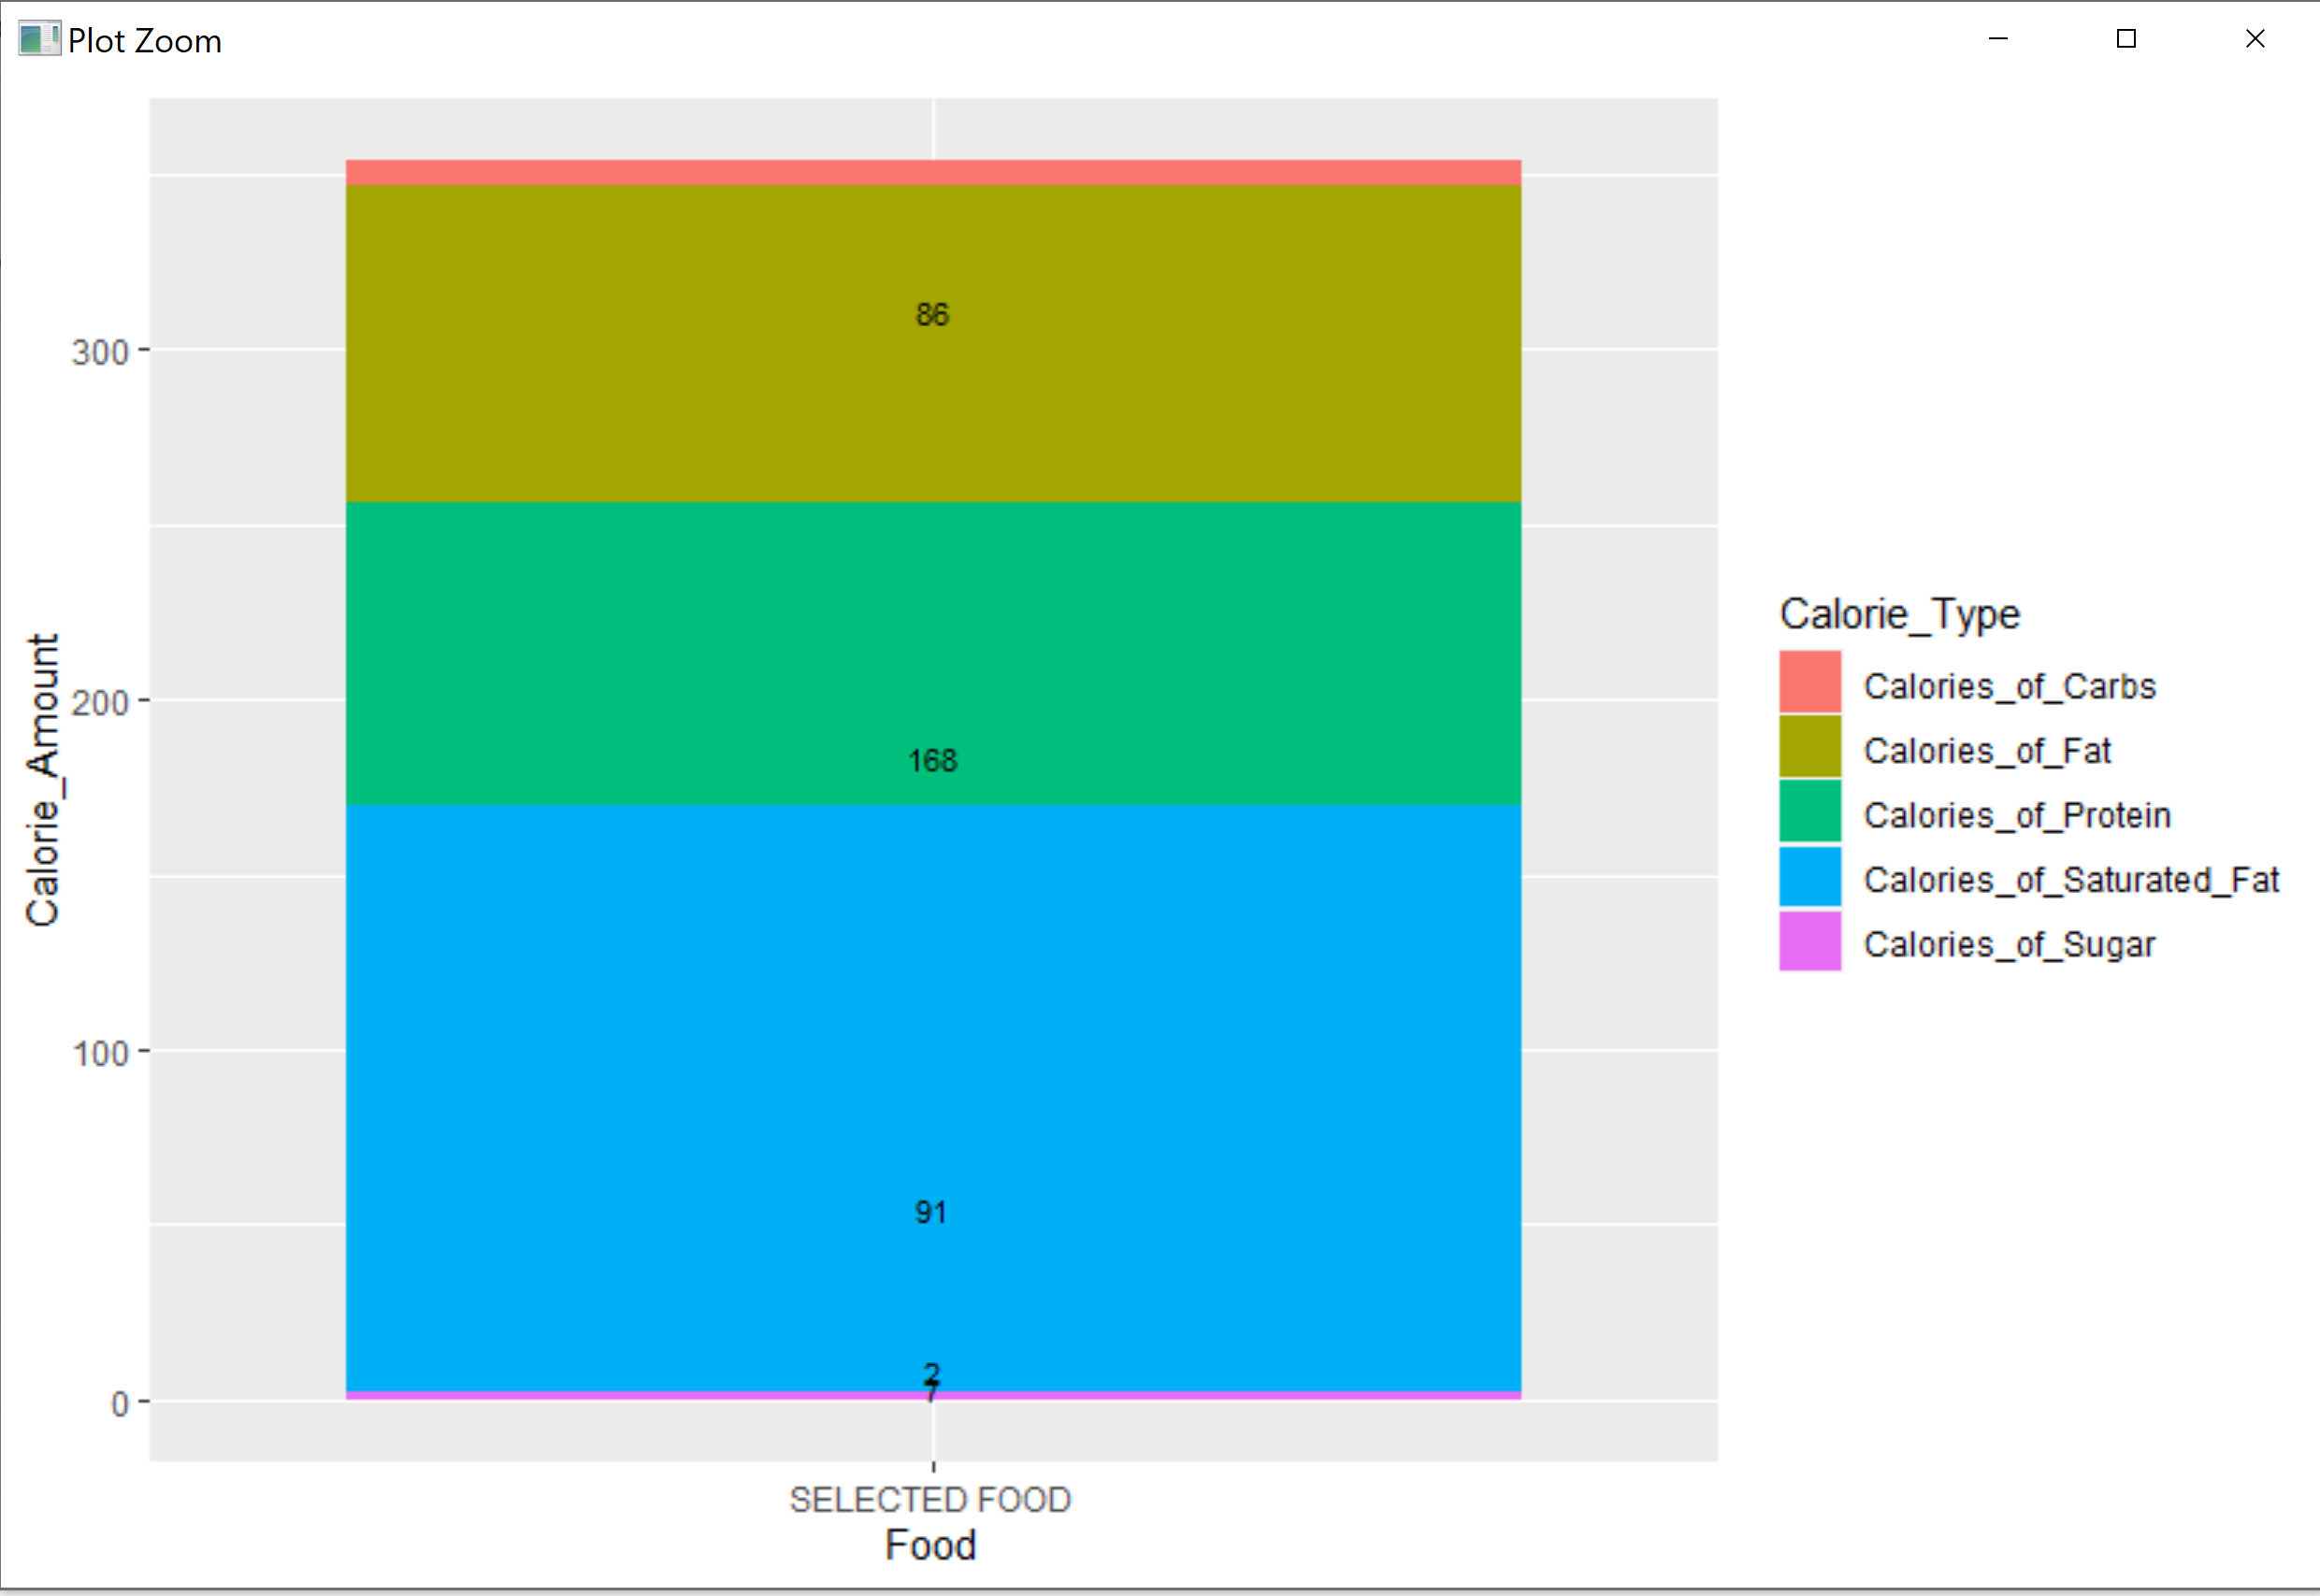 Plot Zoom
86
300
168
200
91
100
2
7
0
SELECTED FOOD
Food
Calorie_Amount
Calorie_Type
Calories_of_Carbs
Calories_of_Fat
Calories_of_Protein
Calories_of_Saturated_Fat
Calories_of_Sugar